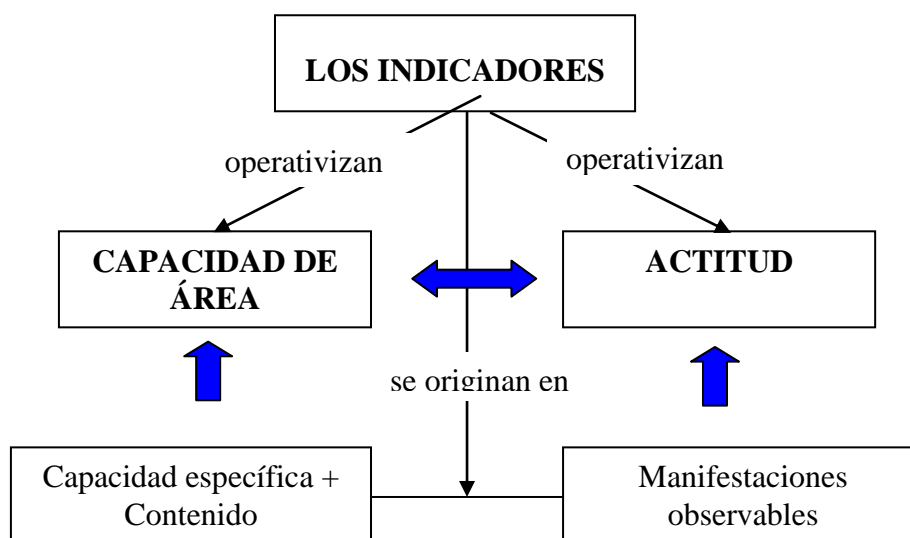 LOS INDICADORES
operativizan
operativizan
CAPACIDAD DE
ÁREA
ACTITUD
se originan en
Capacidad específica +
Contenido
Manifestaciones
observables